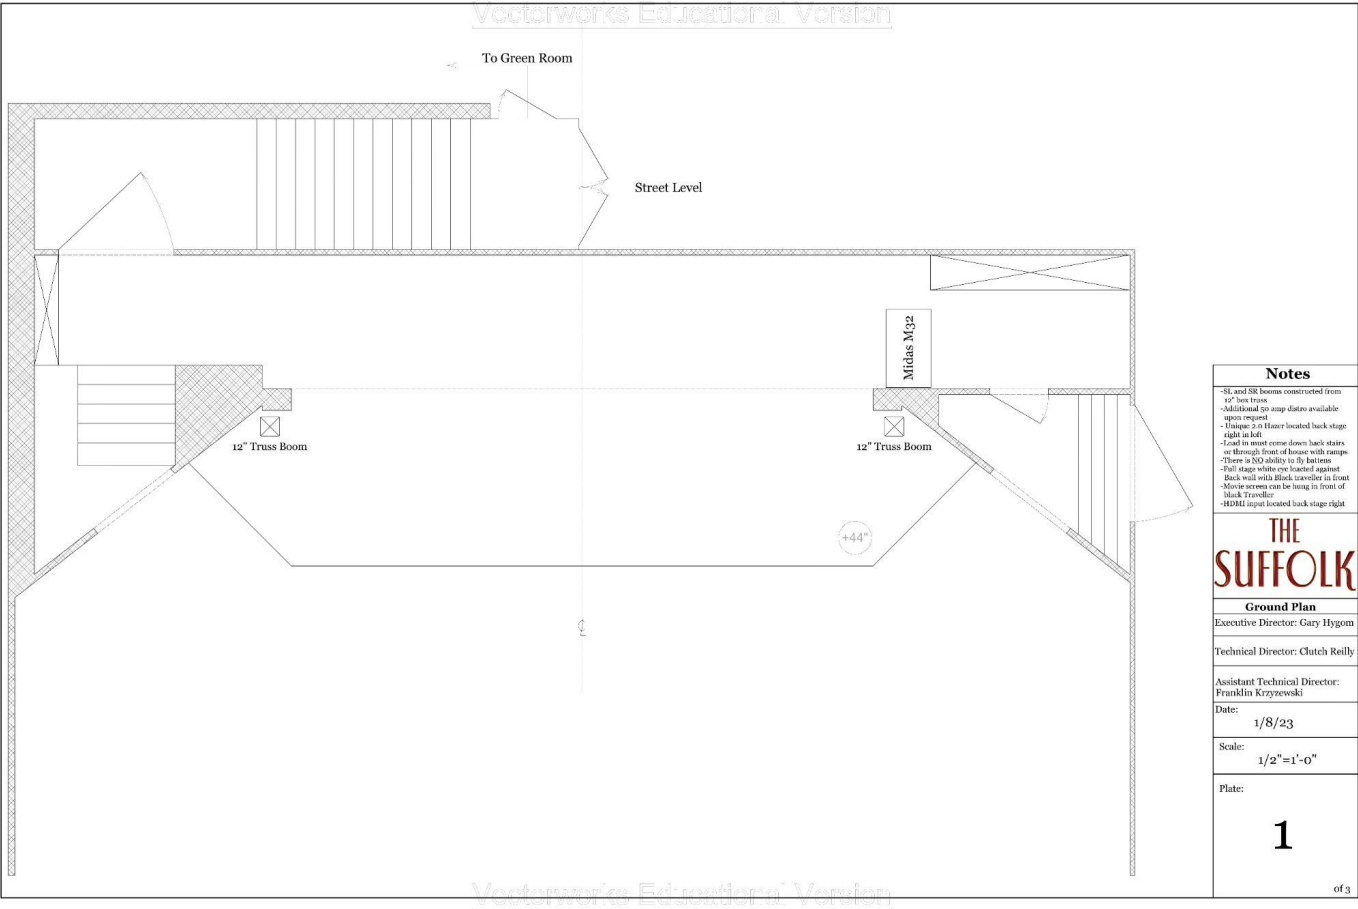 Vectorworks Educational Version
To Green Room
Street Level
Midas M32
12" Truss Boom
12" Truss Boom
+44"
Notes
-SL and SR booms constructed from
12" box truss
-Additional 50 amp distro available
upon request
- Unique 2.0 Hazer located back stage
right in loft
-Load in must come down back stairs
or through front of house with ramps
-There is NO ability to fly battens
-Full stage white cyc loacted against
Back wall with Black traveller in front
-Movie screen can be hung in front of
black Traveller
-HDMI input located back stage right
THE
SUFFOLK
Ground Plan
Executive Director: Gary Hygom
Technical Director: Clutch Reilly
Assistant Technical Director:
Franklin Krzyzewski
Date:
1/8/23
Scale:
1/2"=1'-0"
Plate:
1
of 3
Vectorworks Educational Version